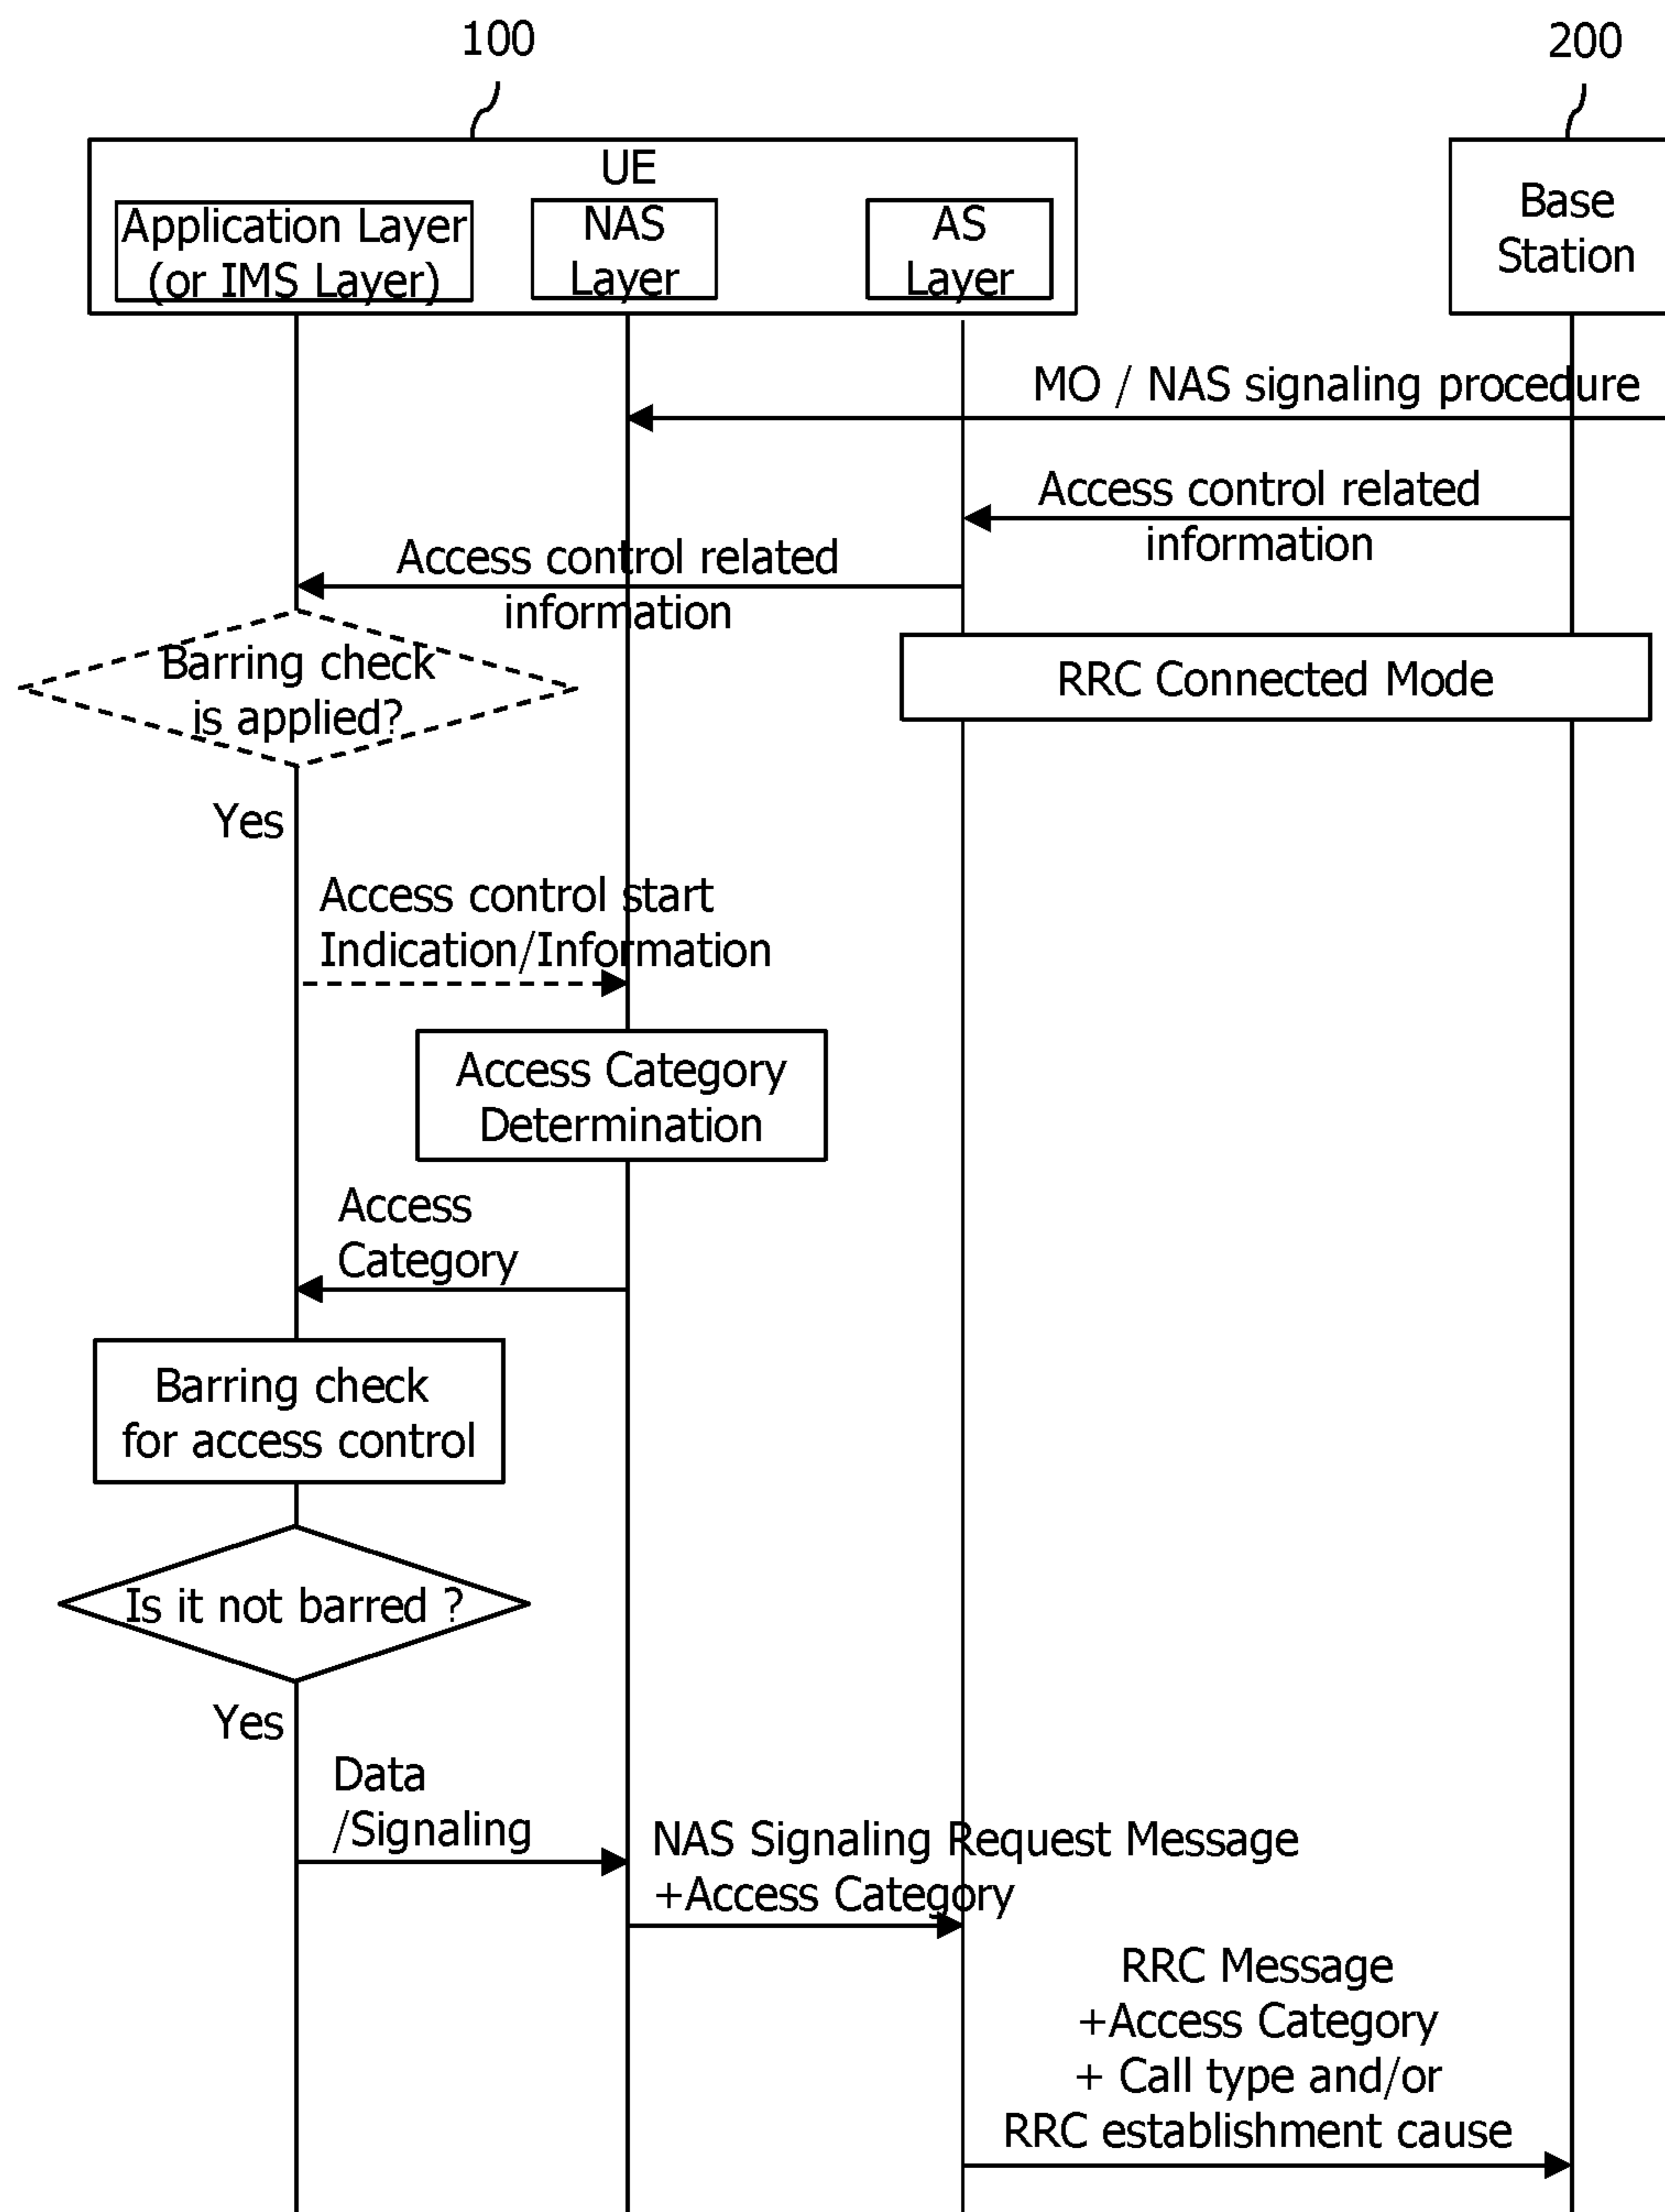 100
200
UE
Application Layer
(or IMS Layer)
NAS
Layer
AS
Layer
Base
Station
MO / NAS signaling procedure
Access control related
information
Access control related
information
Barring check
is applied?
RRC Connected Mode
Yes
Access control start
Indication/Information
Access Category
Determination
Access
Category
Barring check
for access control
Is it not barred ?
Yes
Data
/Signaling
NAS Signaling Request Message
+Access Category
RRC Message
+Access Category
+ Call type and/or
RRC establishment cause